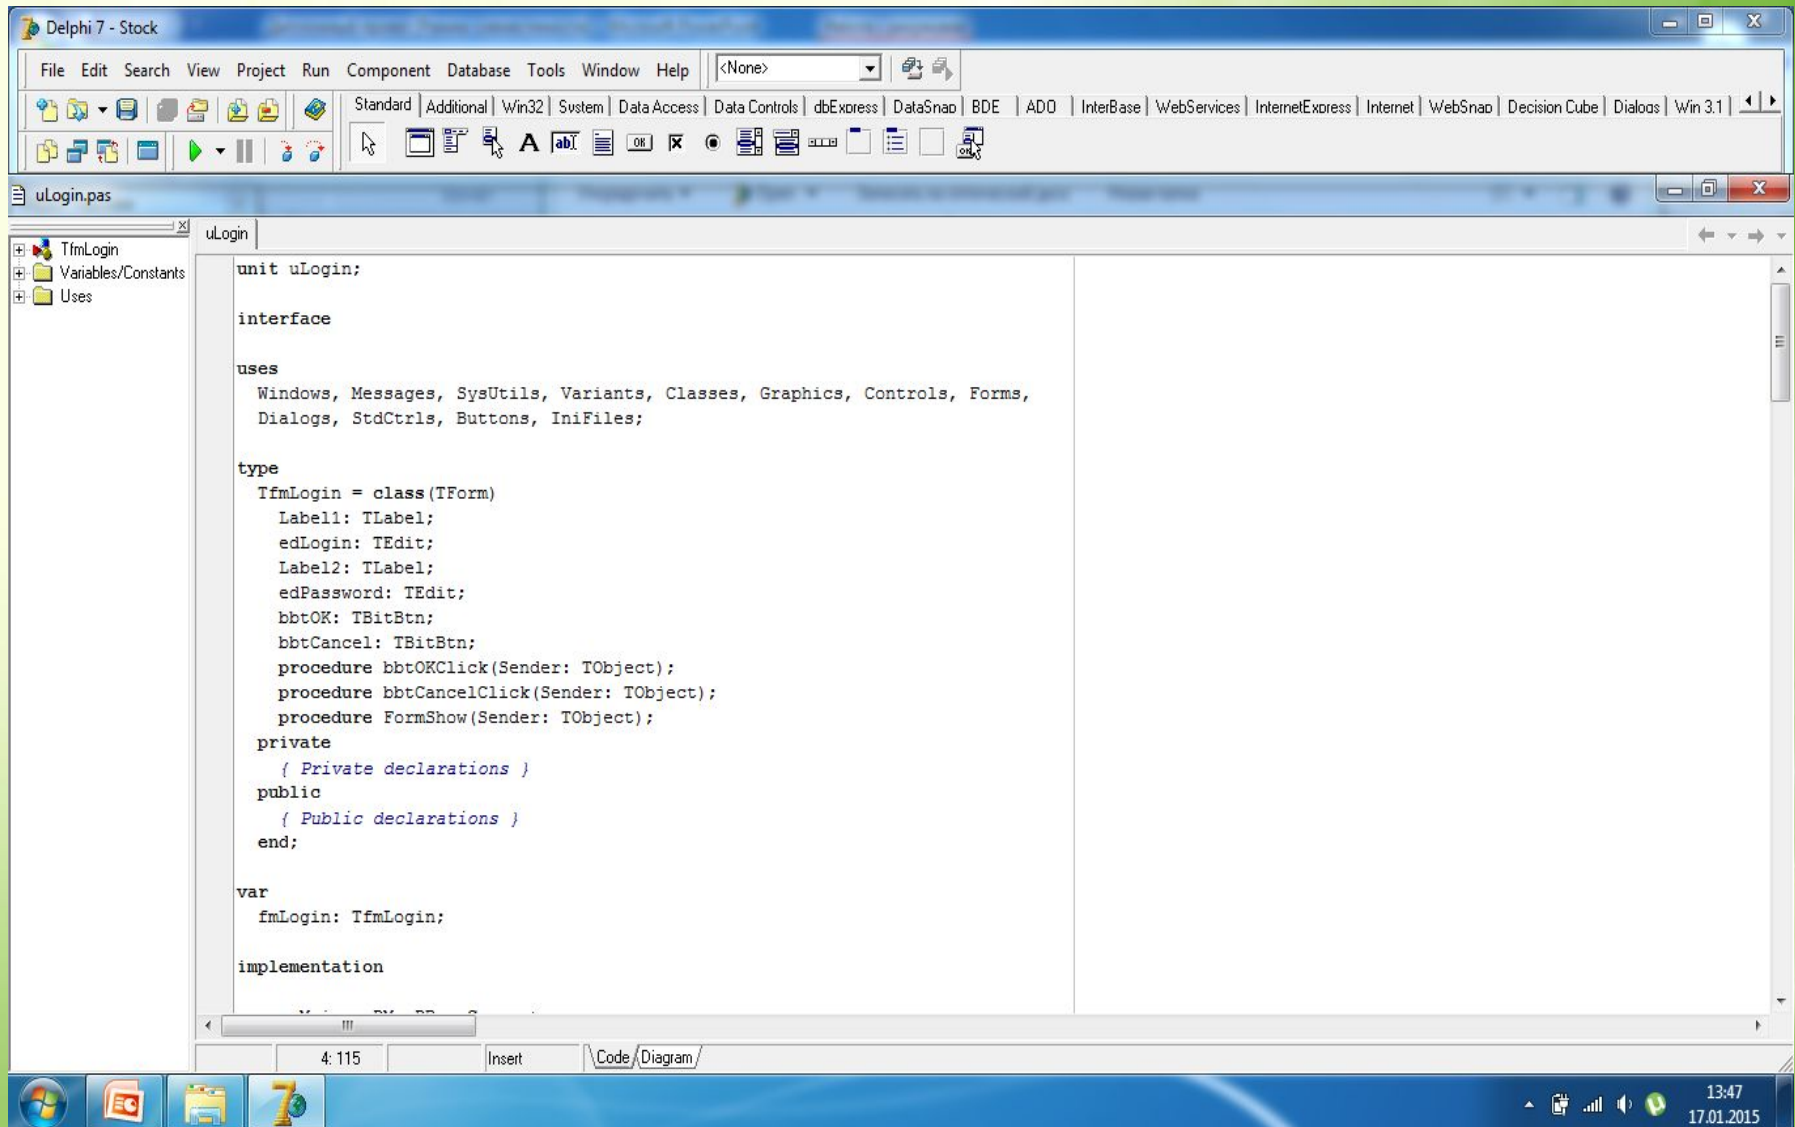 Delphi 7 - Stock
File Edit Search View Project Run Component Database Tools Window Help <None>
Standard Additional Win32 System Data Access Data Controls dbExpress DataSnap BDE ADO InterBase WebServices InternetExpress Internet WebSnap Decision Cube Dialogs Win 3.1
uLogin.pas
TfmLogin
Variables/Constants
Uses
uLogin
unit uLogin;
interface
uses
Windows, Messages, SysUtils, Variants, Classes, Graphics, Controls, Forms,
Dialogs, StdCtrls, Buttons, IniFiles;
type
TfmLogin = class(TForm)
Label1: TLabel;
edLogin: TEdit;
Label2: TLabel;
edPassword: TEdit;
bbtOK: TBitBtn;
bbtCancel: TBitBtn;
procedure bbtOKClick(Sender: TObject);
procedure bbtCancelClick(Sender: TObject);
procedure FormShow(Sender: TObject);
private
{ Private declarations }
public
{ Public declarations }
end;
var
fmLogin: TfmLogin;
implementation
4: 115 Insert Code Diagram
13:47
17.01.2015